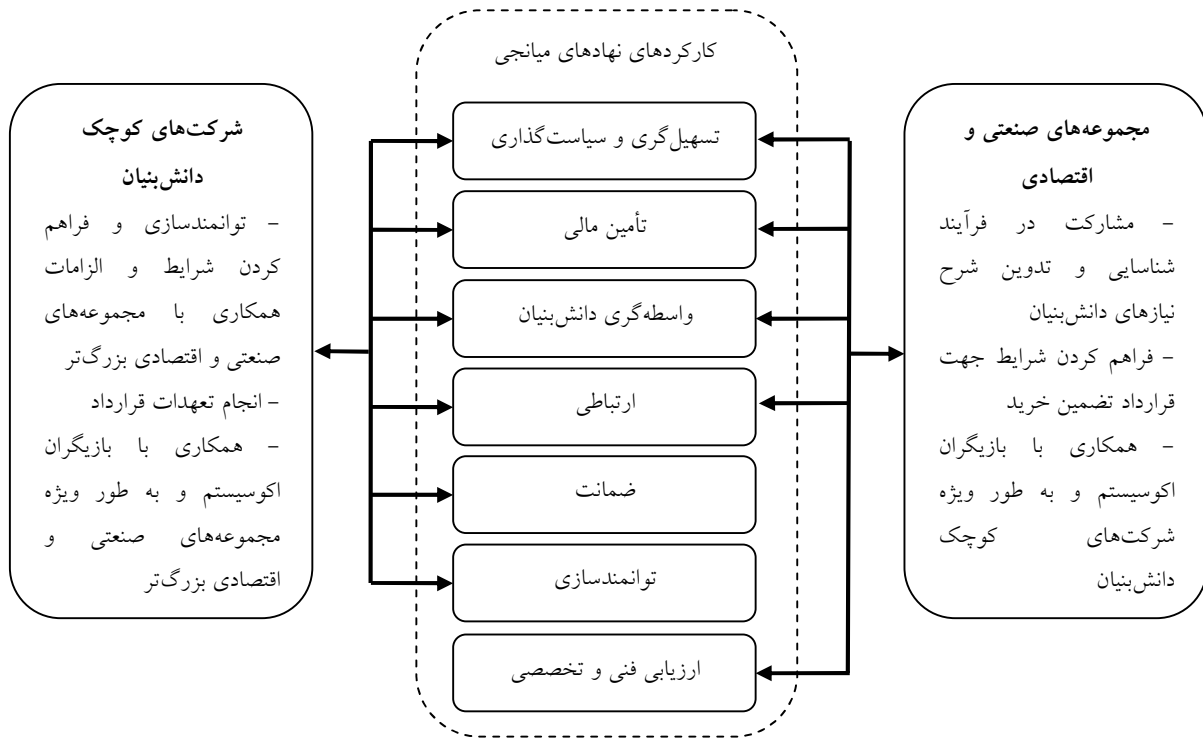 کارکردهای نهادهای میانجی
مجموعه‌های صنعتی و
اقتصادی
– مشارکت در فرآیند
شناسایی و تدوین شرح
نیازهای دانش‌بنیان
– فراهم کردن شرایط جهت
قرارداد تضمین خرید
– همکاری با بازیگران
اکوسیستم و به طور ویژه
شرکت‌های کوچک
دانش‌بنیان
تسهیل‌گری و سیاست‌گذاری
تأمین مالی
واسطه‌گری دانش‌بنیان
ارتباطی
ضمانت
توانمندسازی
ارزیابی فنی و تخصصی
شرکت‌های کوچک
دانش‌بنیان
– توانمندسازی و فراهم
کردن شرایط و الزامات
همکاری با مجموعه‌های
صنعتی و اقتصادی بزرگ‌تر
– انجام تعهدات قرارداد
– همکاری با بازیگران
اکوسیستم و به طور ویژه
مجموعه‌های صنعتی و
اقتصادی بزرگ‌تر